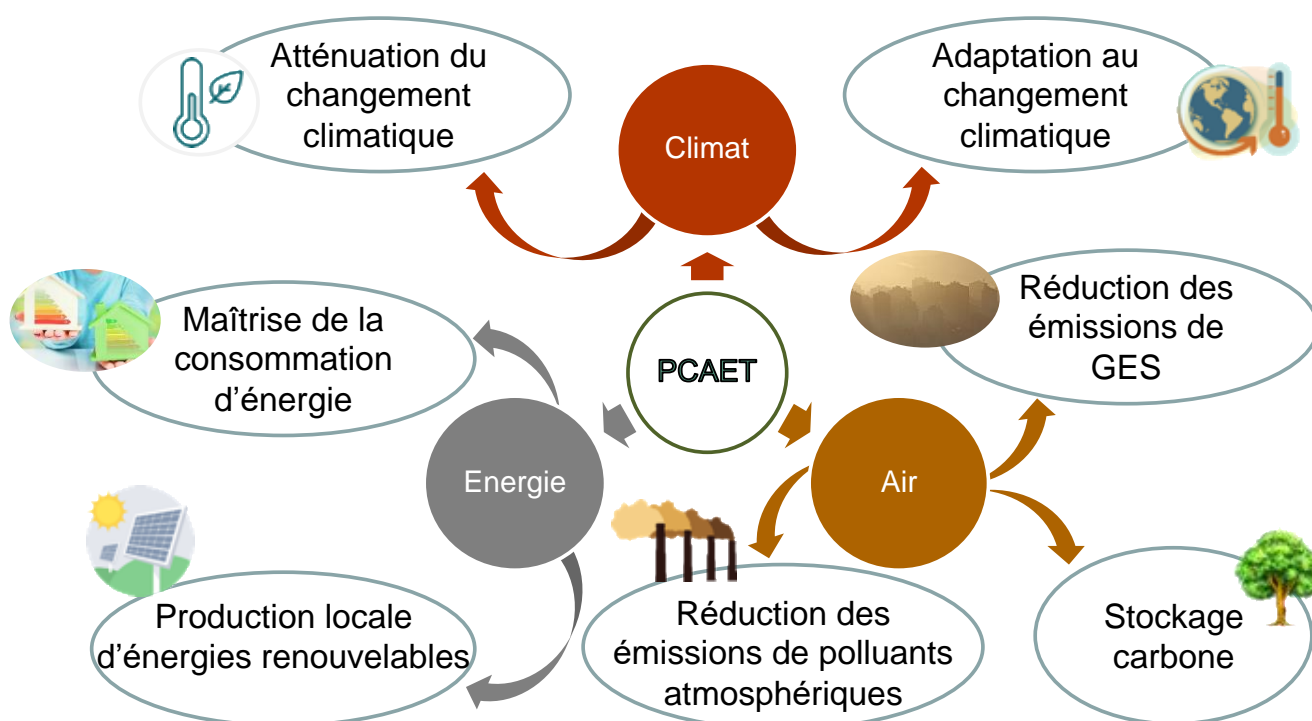 Atténuation du
changement
climatique
Climat
Adaptation au
changement
climatique
Maîtrise de la
consommation
d’énergie
PCAET
Réduction des
émissions de
GES
Energie
Air
Production locale
d’énergies renouvelables
Réduction des
émissions de polluants
atmosphériques
Stockage
carbone